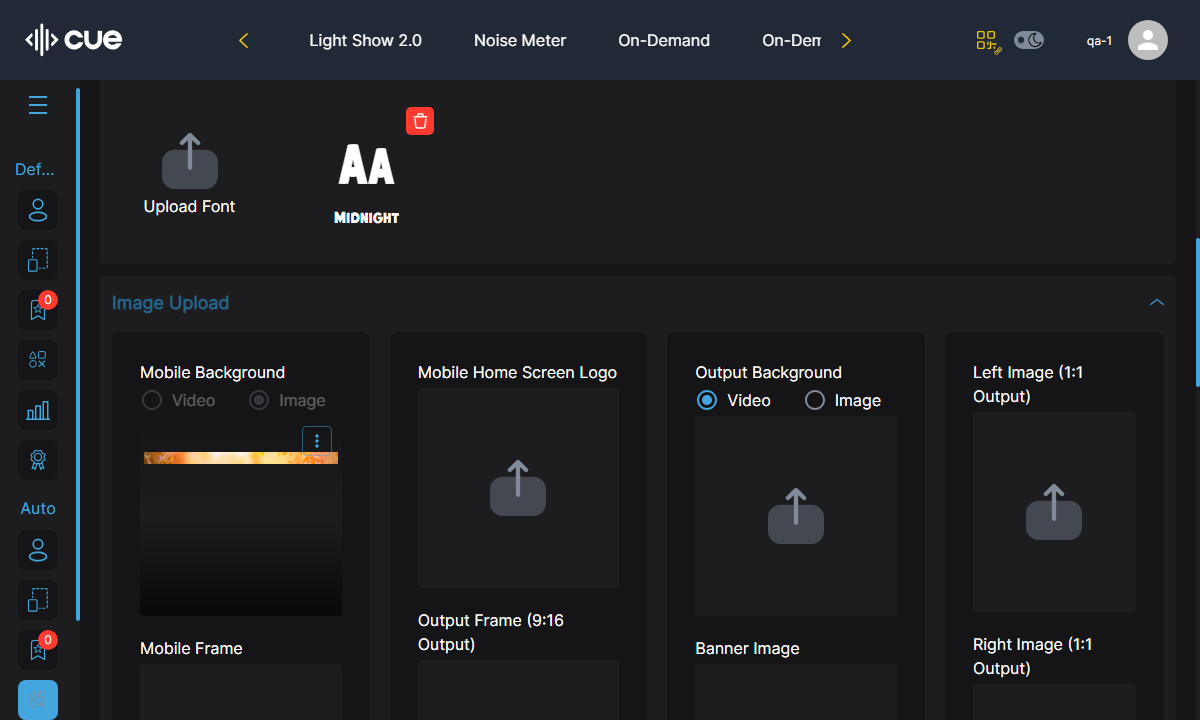 cue
Light Show 2.0
Noise Meter
On-Demand
On-Dem
qa-1
Def...
0
Auto
0
Upload Font
AA
MIDNIGHT
Image Upload
Mobile Background
Video
Image
Mobile Frame
Mobile Home Screen Logo
Output Frame (9:16
Output)
Output Background
Video
Image
Banner Image
Left Image (1:1
Output)
Right Image (1:1
Output)